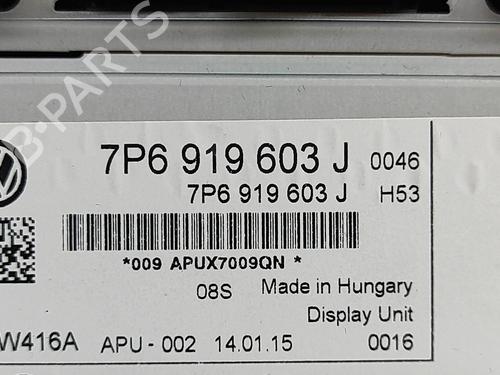 7P6 919 603 J 0046
7P6 919 603 J H53
*009 APUX7009QN *
08S Made in Hungary
Display Unit
W416A APU - 002 14.01.15 0016
B-Parts